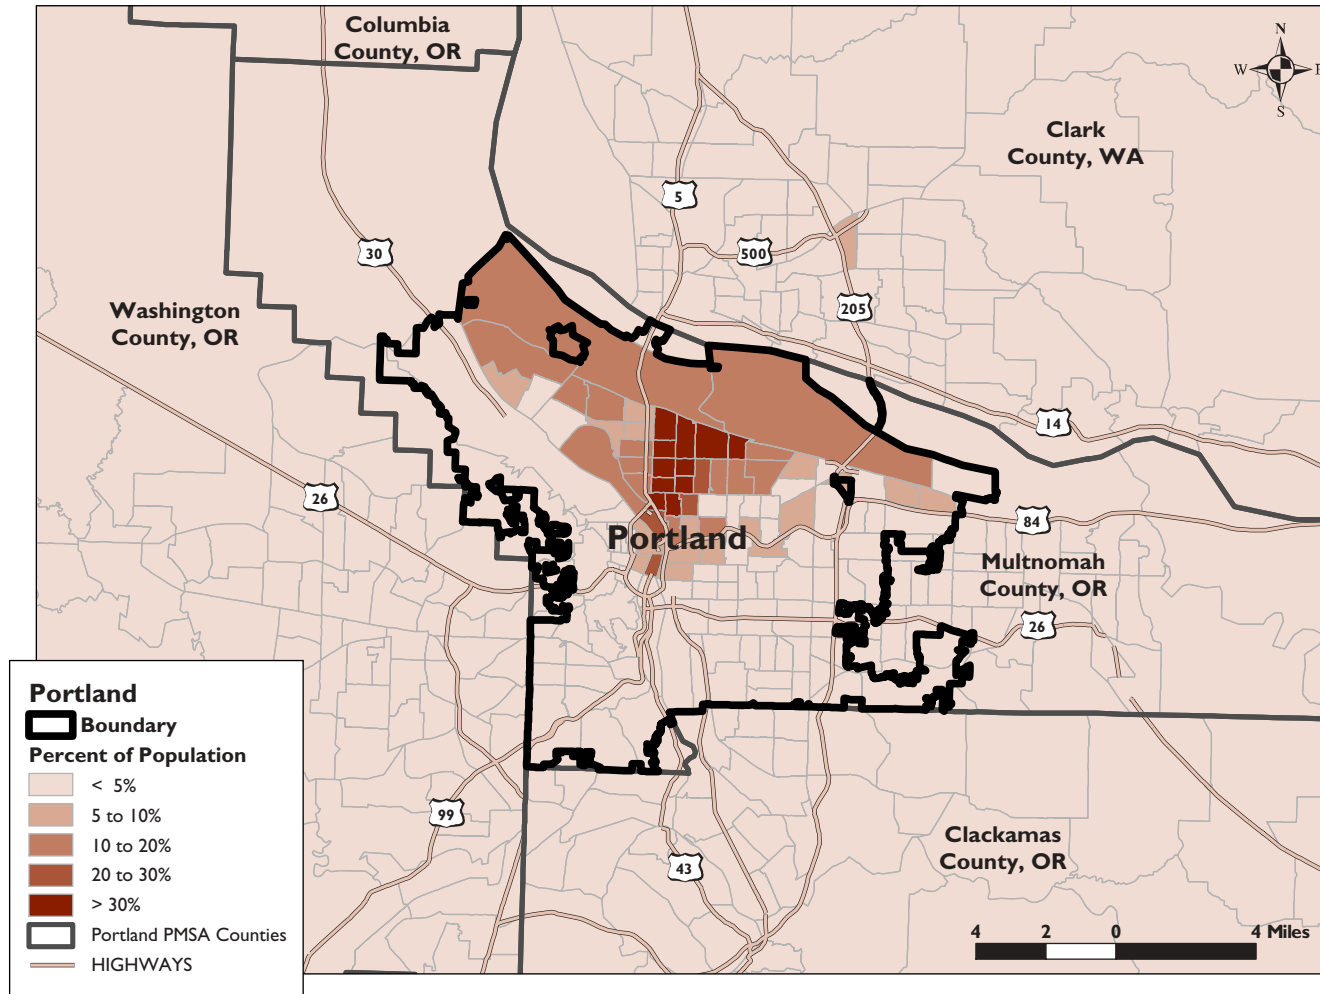 Columbia
County, OR
N
W
E
S
Clark
County, WA
5
30
500
Washington
County, OR
205
14
26
84
Portland
Multnomah
County, OR
26
Portland
Boundary
Percent of Population
< 5%
5 to 10%
10 to 20%
20 to 30%
> 30%
Portland PMSA Counties
HIGHWAYS
99
43
Clackamas
County, OR
4 2 0 4 Miles